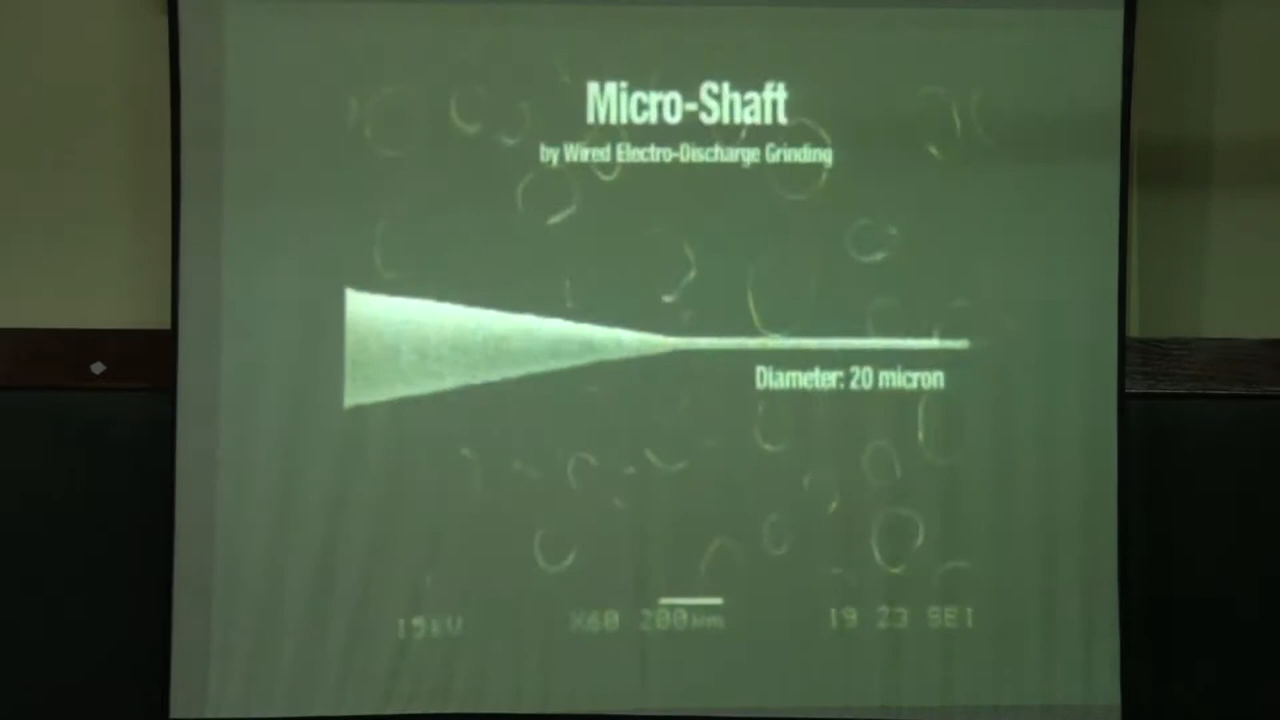 Micro-Shaft
by Wired Electro-Discharge Grinding
Diameter: 20 micron
15kV X60 200µm 19 23 SEI